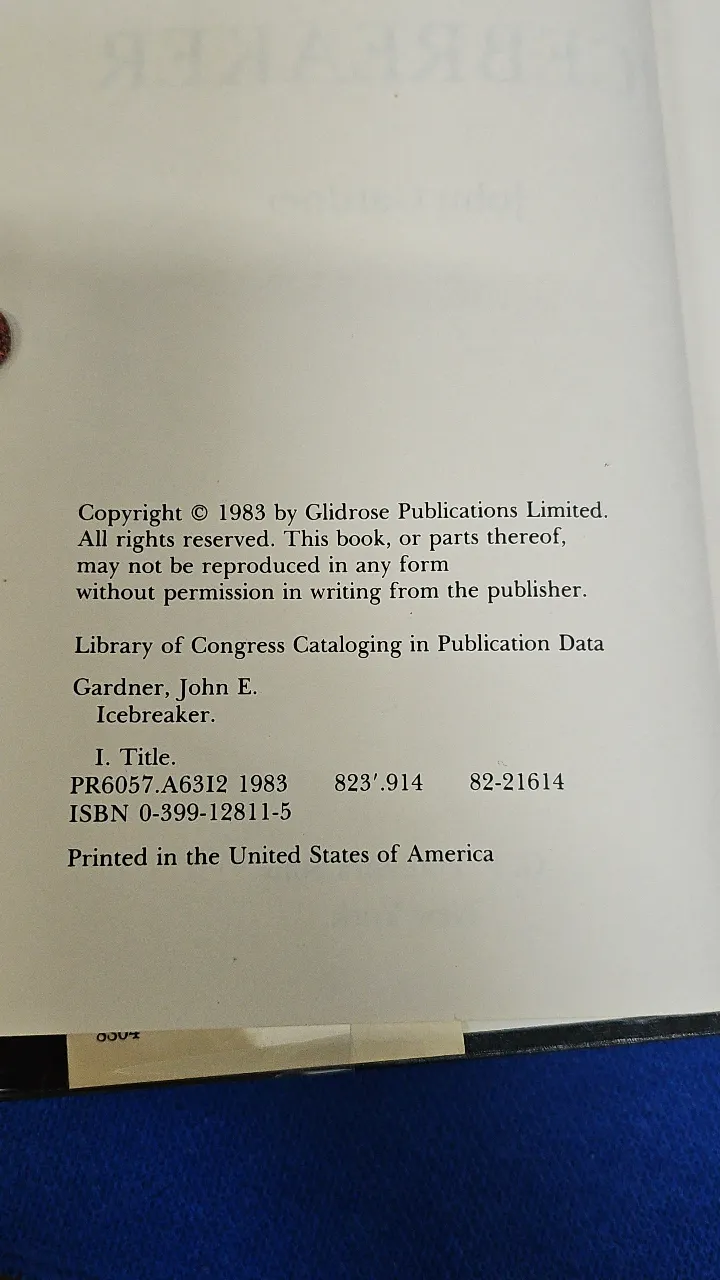 Copyright © 1983 by Glidrose Publications Limited.
All rights reserved. This book, or parts thereof,
may not be reproduced in any form
without permission in writing from the publisher.
Library of Congress Cataloging in Publication Data
Gardner, John E.
Icebreaker.
I. Title.
PR6057.A63I2 1983 823′.914 82-21614
ISBN 0-399-12811-5
Printed in the United States of America